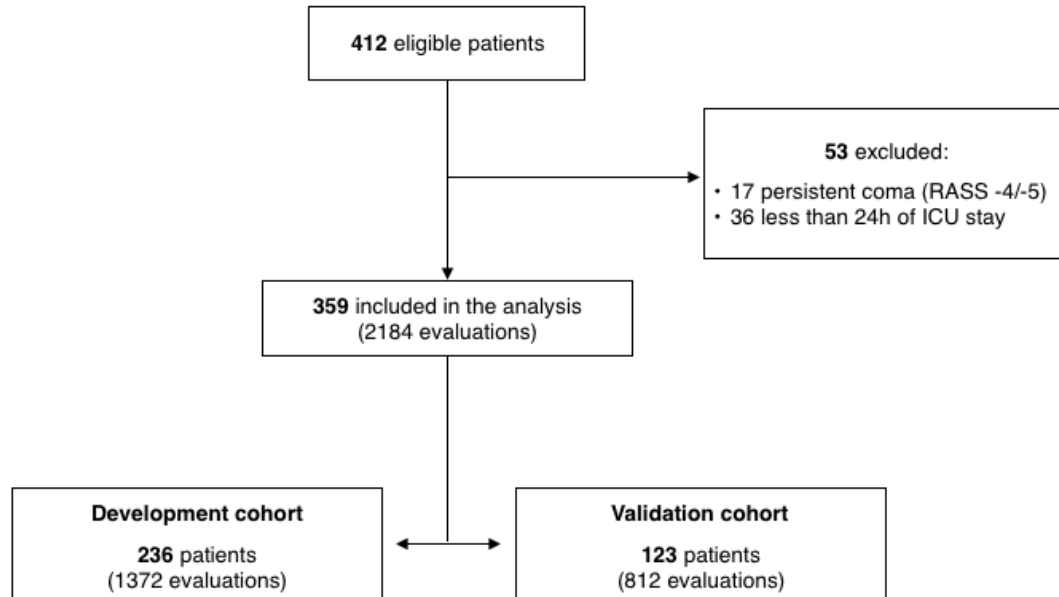 412 eligible patients
53 excluded:
• 17 persistent coma (RASS -4/-5)
• 36 less than 24h of ICU stay
359 included in the analysis
(2184 evaluations)
Development cohort
236 patients
(1372 evaluations)
Validation cohort
123 patients
(812 evaluations)